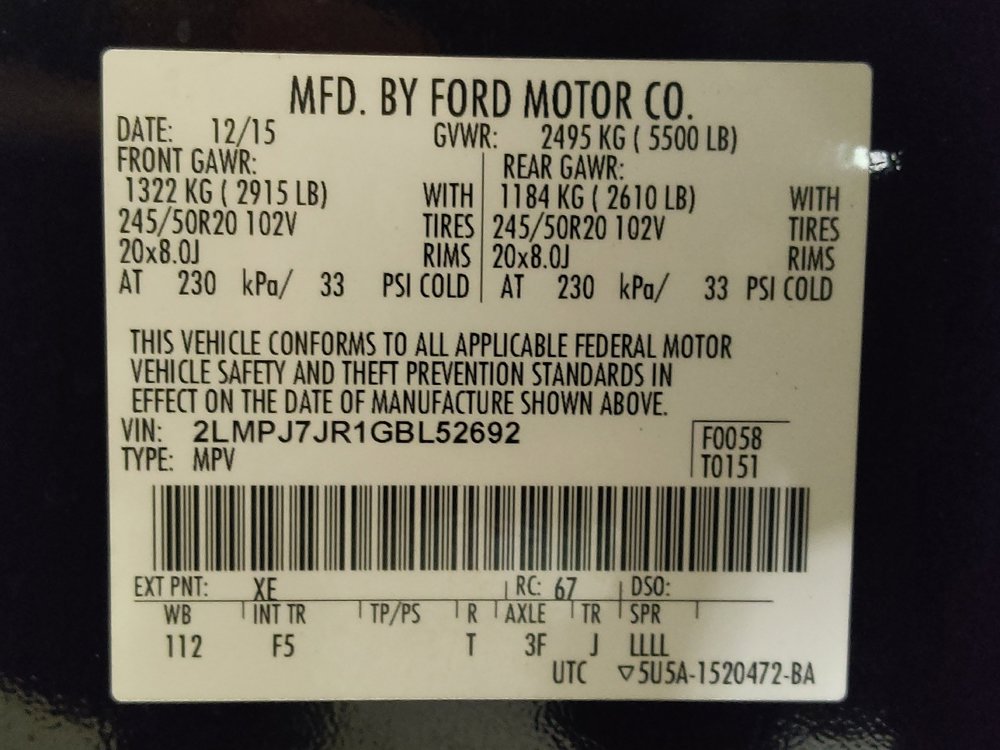 MFD. BY FORD MOTOR CO.
DATE: 12/15 GVWR: 2495 KG ( 5500 LB)
FRONT GAWR: REAR GAWR:
1322 KG ( 2915 LB) WITH 1184 KG ( 2610 LB) WITH
245/50R20 102V TIRES 245/50R20 102V TIRES
20x8.0J RIMS 20x8.0J RIMS
AT 230 kPa/ 33 PSI COLD AT 230 kPa/ 33 PSI COLD
THIS VEHICLE CONFORMS TO ALL APPLICABLE FEDERAL MOTOR
VEHICLE SAFETY AND THEFT PREVENTION STANDARDS IN
EFFECT ON THE DATE OF MANUFACTURE SHOWN ABOVE.
VIN: 2LMPJ7JR1GBL52692 F0058
TYPE: MPV T0151
EXT PNT: XE RC: 67 DSO:
WB INT TR TP/PS R AXLE TR SPR
112 F5 T 3F J LLLL
UTC ▽5U5A-1520472-BA